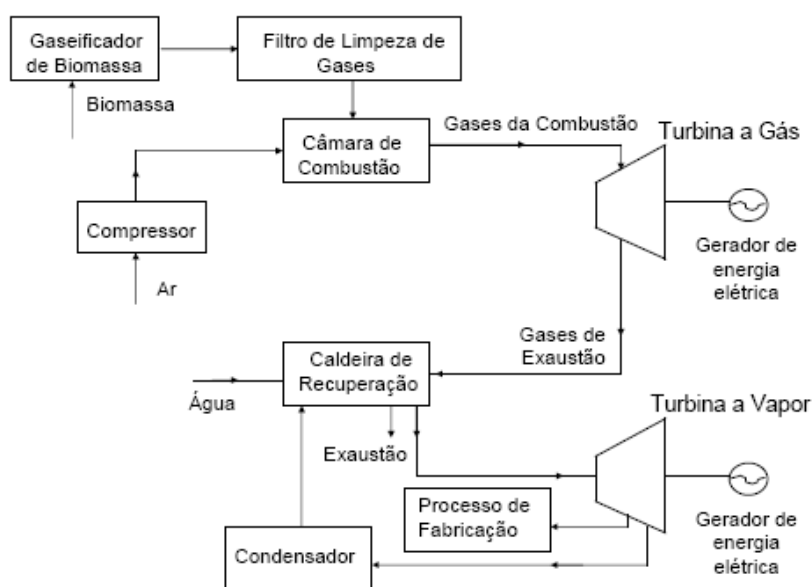 Gaseificador
de Biomassa
Filtro de Limpeza de
Gases
Biomassa
Câmara de
Combustão
Gases da Combustão
Turbina a Gás
Compressor
Ar
Gerador de
energia
elétrica
Gases de
Exaustão
Caldeira de
Recuperação
Água
Exaustão
Turbina a Vapor
Processo de
Fabricação
Condensador
Gerador de
energia
elétrica